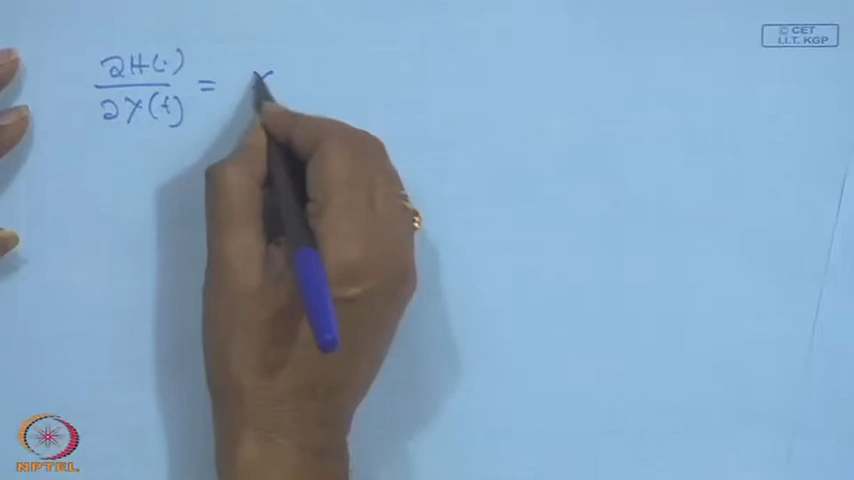 © CET
I.I.T. KGP
∂H(.)
∂X(t) =
NPTEL